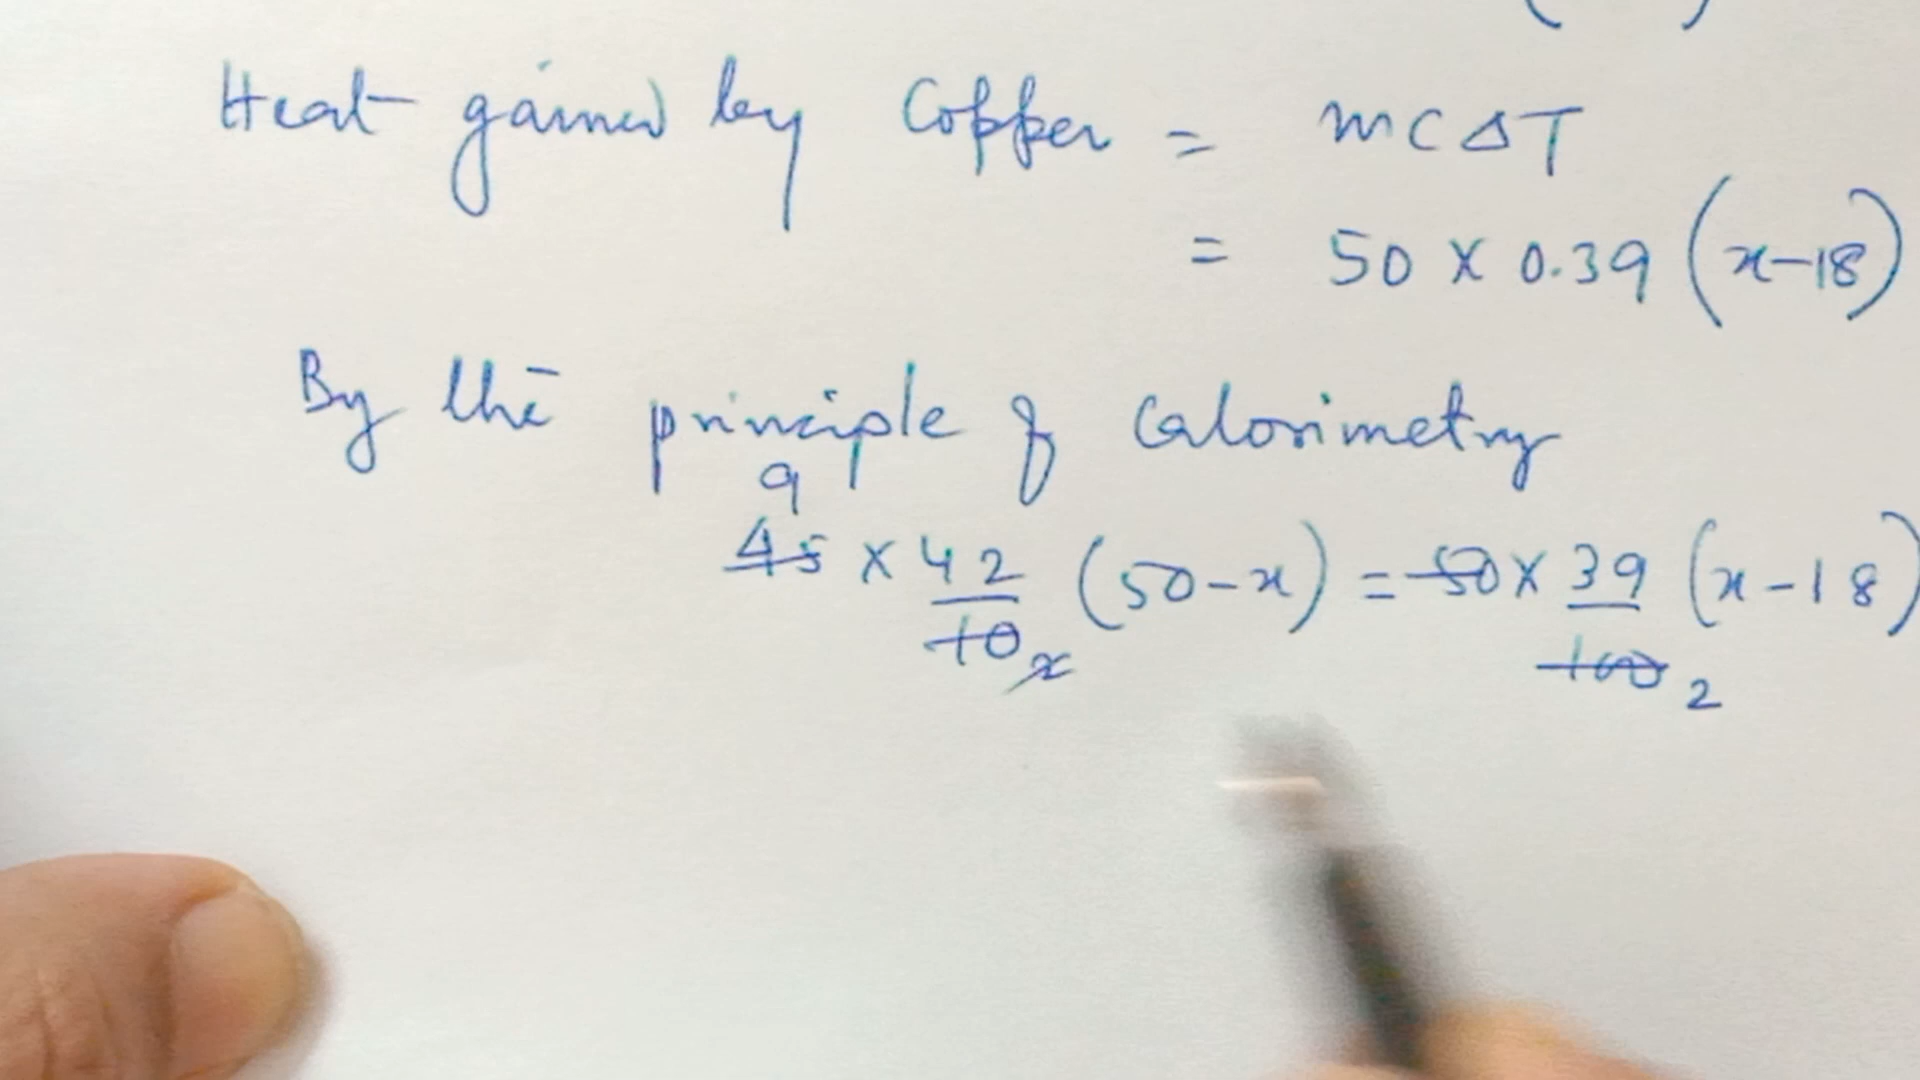 Heat gained by Copper = mCΔT
= 50 X 0.39 (x-18)
By the principle of Calorimetry
9
45 X 42/10 (50-x) = 50 X 39/100 (x-18)
2 2